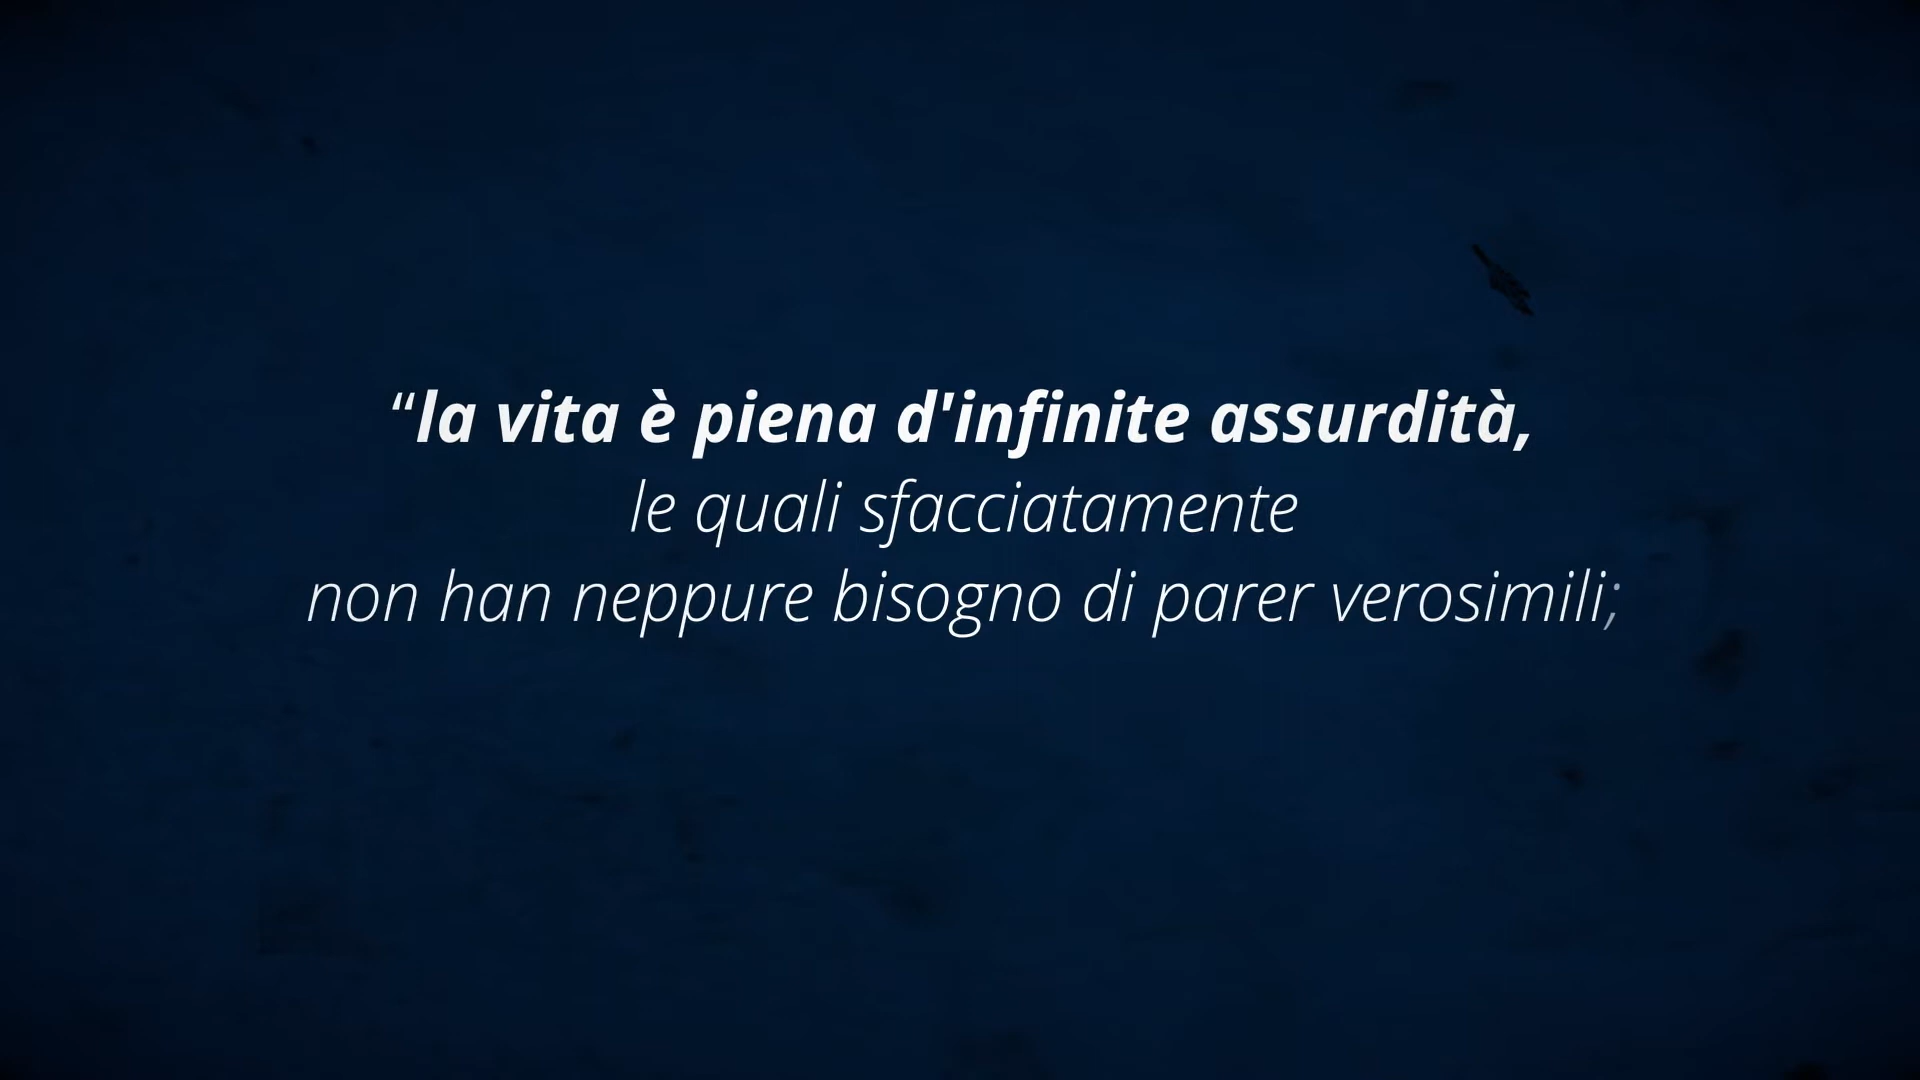 “la vita è piena d'infinite assurdità,
le quali sfacciatamente
non han neppure bisogno di parer verosimili;